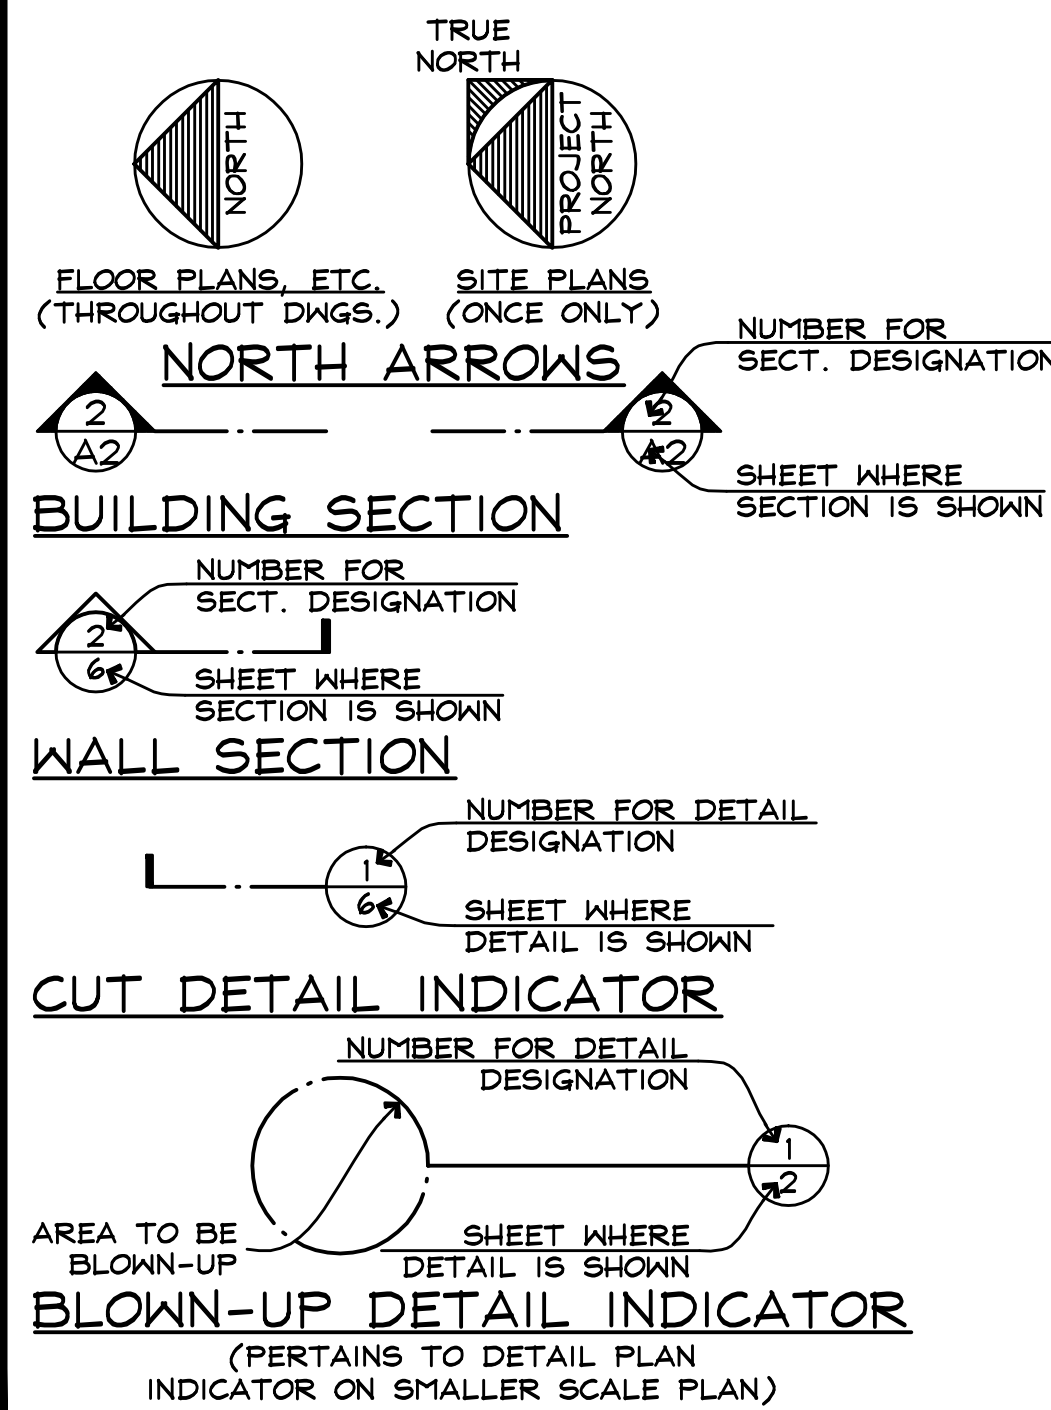 TRUE
NORTH
NORTH
PROJECT
NORTH
FLOOR PLANS, ETC.
(THROUGHOUT DWGS.)
SITE PLANS
(ONCE ONLY)
NORTH ARROWS
NUMBER FOR
SECT. DESIGNATION
2
A2
2
A2
SHEET WHERE
SECTION IS SHOWN
BUILDING SECTION
NUMBER FOR
SECT. DESIGNATION
2
6
SHEET WHERE
SECTION IS SHOWN
WALL SECTION
NUMBER FOR DETAIL
DESIGNATION
1
6
SHEET WHERE
DETAIL IS SHOWN
CUT DETAIL INDICATOR
NUMBER FOR DETAIL
DESIGNATION
1
2
AREA TO BE
BLOWN-UP
SHEET WHERE
DETAIL IS SHOWN
BLOWN-UP DETAIL INDICATOR
(PERTAINS TO DETAIL PLAN
INDICATOR ON SMALLER SCALE PLAN)